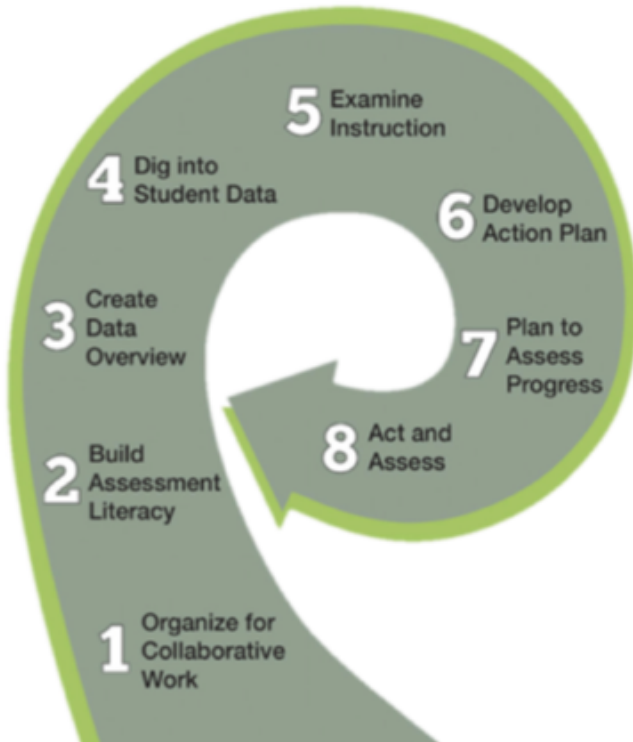 1 Organize for
Collaborative
Work
2 Build
Assessment
Literacy
3 Create
Data
Overview
4 Dig into
Student Data
5 Examine
Instruction
6 Develop
Action Plan
7 Plan to
Assess
Progress
8 Act and
Assess